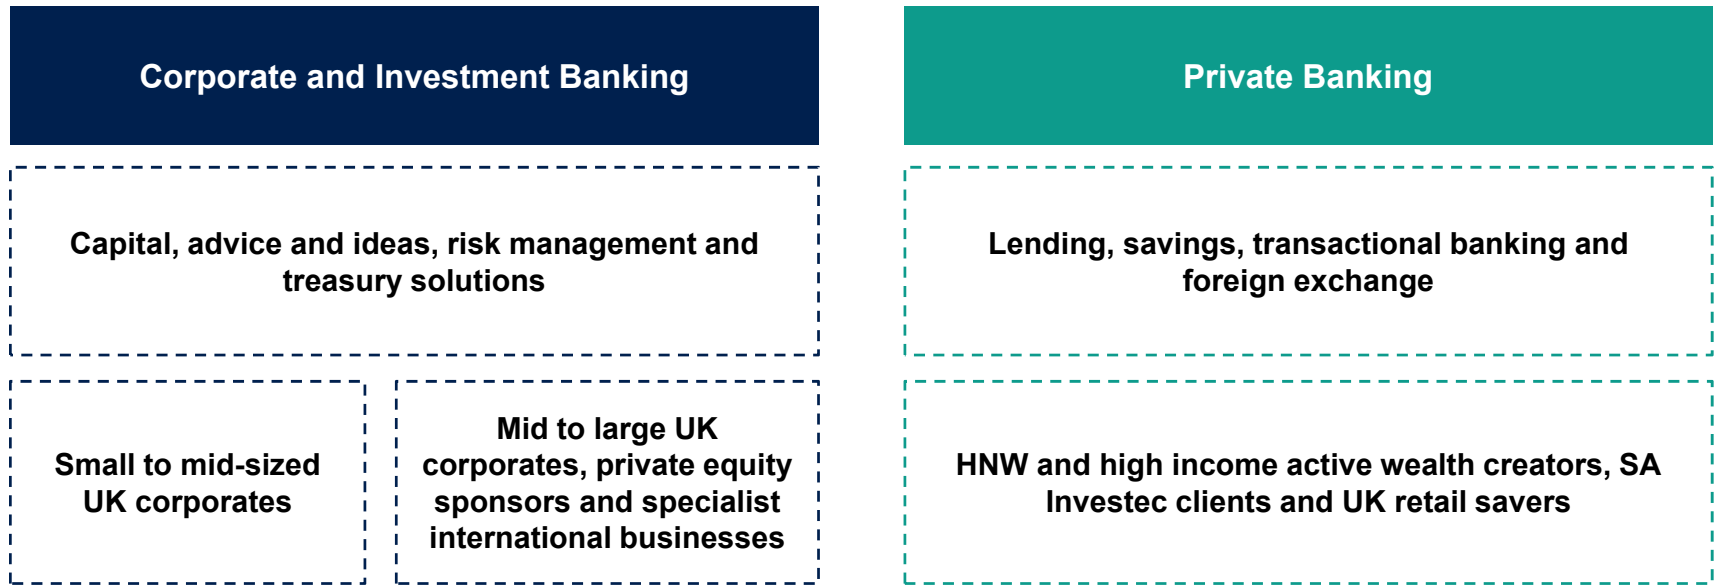 Corporate and Investment Banking
Private Banking
Capital, advice and ideas, risk management and
treasury solutions
Lending, savings, transactional banking and
foreign exchange
Small to mid-sized
UK corporates
Mid to large UK
corporates, private equity
sponsors and specialist
international businesses
HNW and high income active wealth creators, SA
Investec clients and UK retail savers